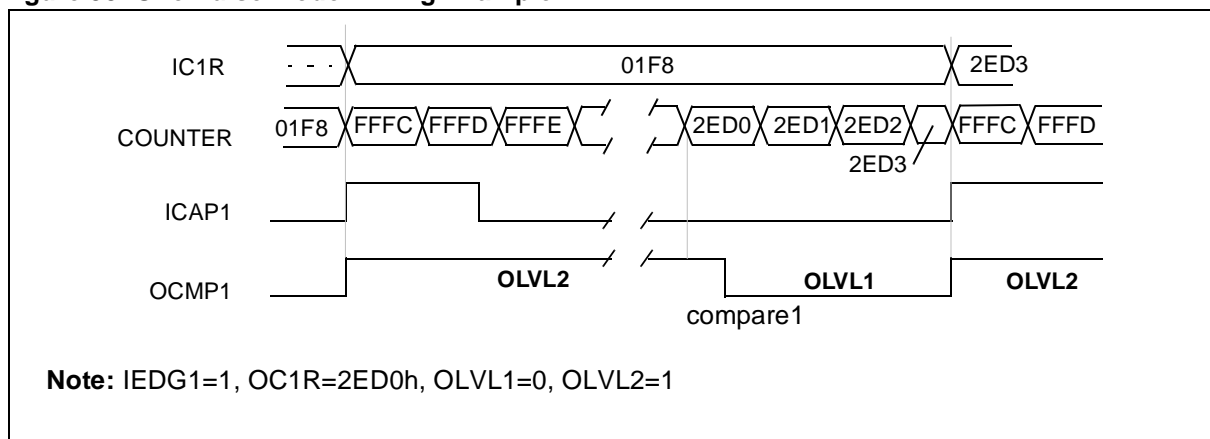 IC1R - - - 01F8 2ED3
COUNTER 01F8 FFFC FFFD FFFE 2ED0 2ED1 2ED2 FFFC FFFD
2ED3
ICAP1
OCMP1 OLVL2 OLVL1 OLVL2
compare1
Note: IEDG1=1, OC1R=2ED0h, OLVL1=0, OLVL2=1